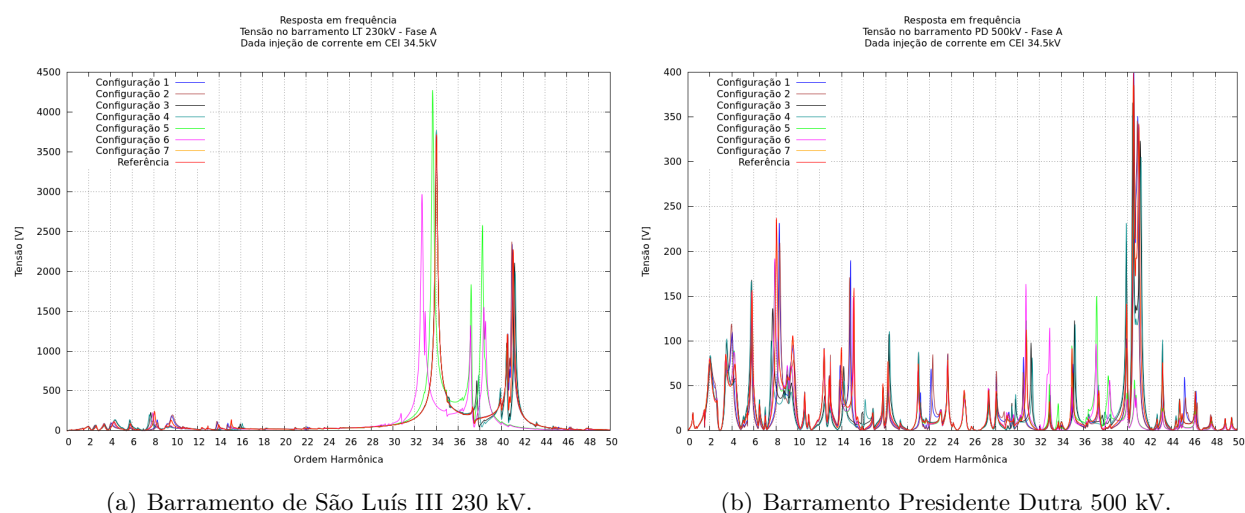 Resposta em frequência
Tensão no barramento LT 230kV - Fase A
Dada injeção de corrente em CEI 34.5kV
4500
4000
3500
3000
2500
2000
1500
1000
500
0
Tensão [V]
Configuração 1
Configuração 2
Configuração 3
Configuração 4
Configuração 5
Configuração 6
Configuração 7
Referência
0 2 4 6 8 10 12 14 16 18 20 22 24 26 28 30 32 34 36 38 40 42 44 46 48 50
Ordem Harmônica
(a) Barramento de São Luís III 230 kV.
Resposta em frequência
Tensão no barramento PD 500kV - Fase A
Dada injeção de corrente em CEI 34.5kV
400
350
300
250
200
150
100
50
0
Tensão [V]
Configuração 1
Configuração 2
Configuração 3
Configuração 4
Configuração 5
Configuração 6
Configuração 7
Referência
0 2 4 6 8 10 12 14 16 18 20 22 24 26 28 30 32 34 36 38 40 42 44 46 48 50
Ordem Harmônica
(b) Barramento Presidente Dutra 500 kV.